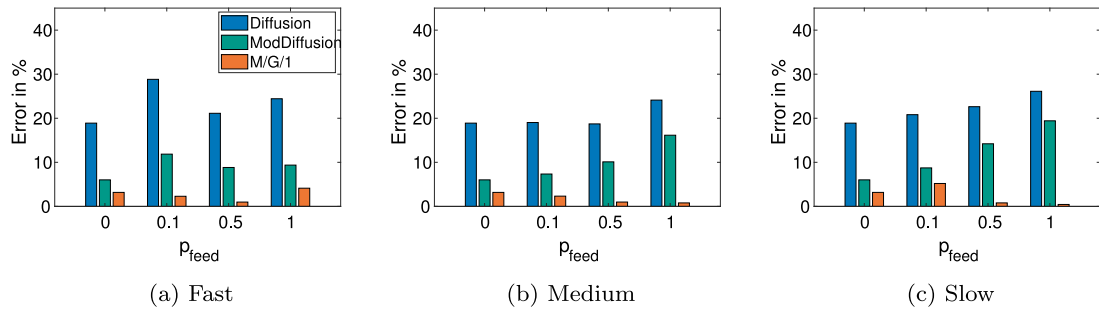 Error in %
40
30
20
10
0
Diffusion
ModDiffusion
M/G/1
0 0.1 0.5 1
p_feed
(a) Fast
Error in %
40
30
20
10
0
0 0.1 0.5 1
p_feed
(b) Medium
Error in %
40
30
20
10
0
0 0.1 0.5 1
p_feed
(c) Slow